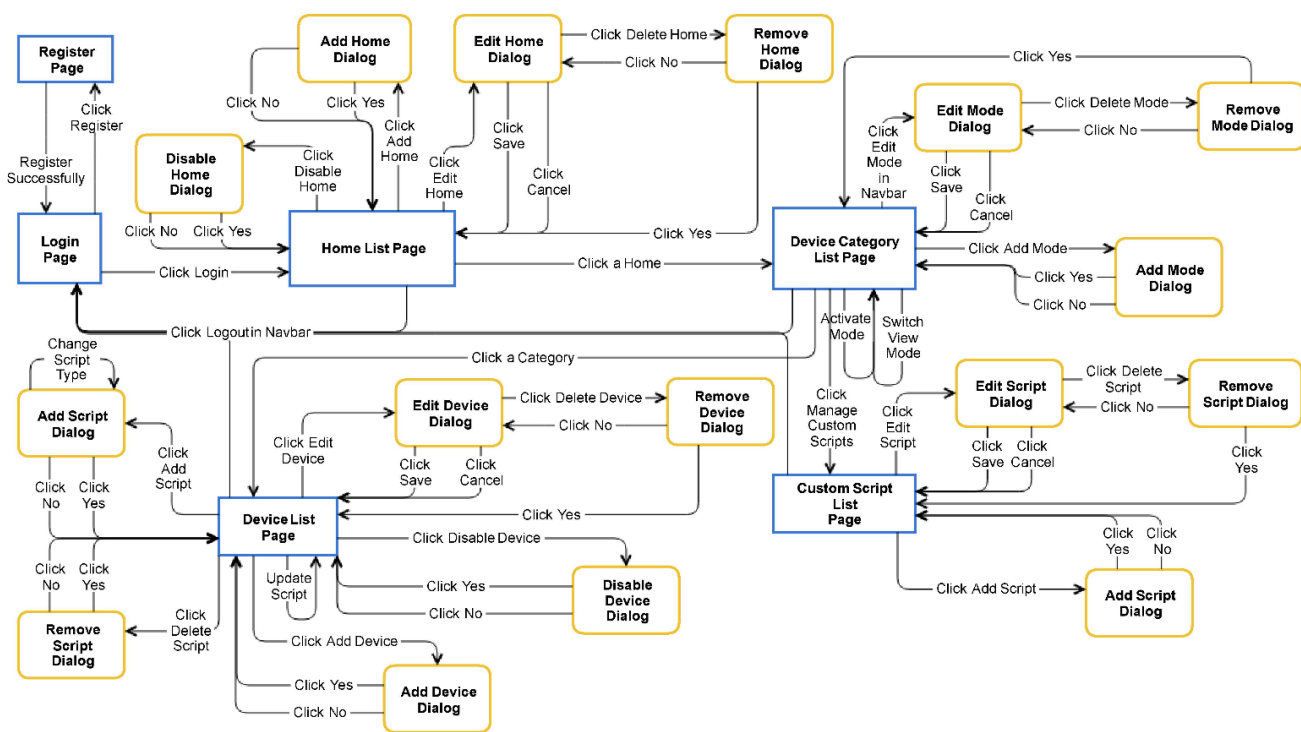 Register
Page
Click
Register
Register
Successfully
Login
Page
Click Login
Disable
Home
Dialog
Click No
Click Yes
Click
Disable
Home
Add Home
Dialog
Click No
Click Yes
Click
Add
Home
Home List Page
Click
Edit
Home
Edit Home
Dialog
Click
Save
Click
Cancel
Click Delete Home
Click No
Remove
Home
Dialog
Click Yes
Click a Home
Click Logout in Navbar
Device Category
List Page
Click
Edit
Mode
in
Navbar
Edit Mode
Dialog
Click
Save
Click
Cancel
Click Delete Mode
Click No
Remove
Mode Dialog
Click Yes
Click Add Mode
Click Yes
Click No
Add Mode
Dialog
Activate
Mode
Switch
View
Mode
Click a Category
Click
Manage
Custom
Scripts
Change
Script
Type
Add Script
Dialog
Click
No
Click
Yes
Click
Add
Script
Click
No
Click
Yes
Remove
Script
Dialog
Click
Delete
Script
Device List
Page
Update
Script
Click Edit
Device
Edit Device
Dialog
Click
Save
Click
Cancel
Click Delete Device
Click No
Remove
Device
Dialog
Click Yes
Click Disable Device
Click Yes
Click No
Disable
Device
Dialog
Click Add Device
Click Yes
Click No
Add Device
Dialog
Custom Script
List
Page
Click
Edit
Script
Edit Script
Dialog
Click
Save
Click
Cancel
Click Delete
Script
Click No
Remove
Script Dialog
Click
Yes
Click Add Script
Click
Yes
Click
No
Add Script
Dialog